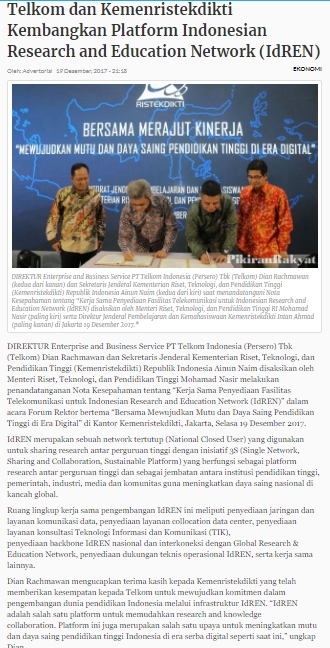 Telkom dan Kemenristekdikti
Kembangkan Platform Indonesian
Research and Education Network (IdREN)
Oleh: Advertorial 19 Desember, 2017 - 21:18
EKONOMI
RISTEKDIKTI
BERSAMA MERAJUT KINERJA
"MEWUJUDKAN MUTU DAN DAYA SAING PENDIDIKAN TINGGI DI ERA DIGITAL"
PikiranRakyat
DIREKTUR Enterprise and Business Service PT Telkom Indonesia (Persero) Tbk (Telkom) Dian Rachmawan
(kedua dari kanan) dan Sekretaris Jenderal Kementerian Riset, Teknologi, dan Pendidikan Tinggi
(Kemenristekdikti) Republik Indonesia Ainun Naim (kedua dari kiri) saat menandatangani Nota
Kesepahaman tentang "Kerja Sama Penyediaan Fasilitas Telekomunikasi untuk Indonesian Research and
Education Network (IdREN) disaksikan oleh Menteri Riset, Teknologi, dan Pendidikan Tinggi RI Mohamad
Nasir (paling kiri) serta Direktur Jenderal Pembelajaran dan Kemahasiswaan Kemenristekdikti Intan Ahmad
(paling kanan) di Jakarta 19 Desember 2017.*
DIREKTUR Enterprise and Business Service PT Telkom Indonesia (Persero) Tbk
(Telkom) Dian Rachmawan dan Sekretaris Jenderal Kementerian Riset, Teknologi, dan
Pendidikan Tinggi (Kemenristekdikti) Republik Indonesia Ainun Naim disaksikan oleh
Menteri Riset, Teknologi, dan Pendidikan Tinggi Mohamad Nasir melakukan
penandatanganan Nota Kesepahaman tentang "Kerja Sama Penyediaan Fasilitas
Telekomunikasi untuk Indonesian Research and Education Network (IdREN)" dalam
acara Forum Rektor bertema "Bersama Mewujudkan Mutu dan Daya Saing Pendidikan
Tinggi di Era Digital" di Kantor Kemenristekdikti, Jakarta, Selasa 19 Desember 2017.
IdREN merupakan sebuah network tertutup (National Closed User) yang digunakan
untuk sharing research antar perguruan tinggi dengan inisiatif 3S (Single Network,
Sharing and Collaboration, Sustainable Platform) yang berfungsi sebagai platform
research antar perguruan tinggi dan sebagai jembatan antara institusi pendidikan tinggi,
pemerintah, industri, media dan komunitas guna meningkatkan daya saing nasional di
kancah global.
Ruang lingkup kerja sama pengembangan IdREN ini meliputi penyediaan jaringan dan
layanan komunikasi data, penyediaan layanan collocation data center, penyediaan
layanan konsultasi Teknologi Informasi dan Komunikasi (TIK),
penyediaan backbone IdREN nasional dan interkoneksi dengan Global Research &
Education Network, penyediaan dukungan teknis operasional IdREN, serta kerja sama
lainnya.
Dian Rachmawan mengucapkan terima kasih kepada Kemenristekdikti yang telah
memberikan kesempatan kepada Telkom untuk mewujudkan komitmen dalam
pengembangan dunia pendidikan Indonesia melalui infrastruktur IdREN. "IdREN
adalah salah satu platform untuk memudahkan research and knowledge
collaboration. Platform ini juga merupakan salah satu upaya untuk meningkatkan mutu
dan daya saing pendidikan tinggi Indonesia di era serba digital seperti saat ini," ungkap
Dian.